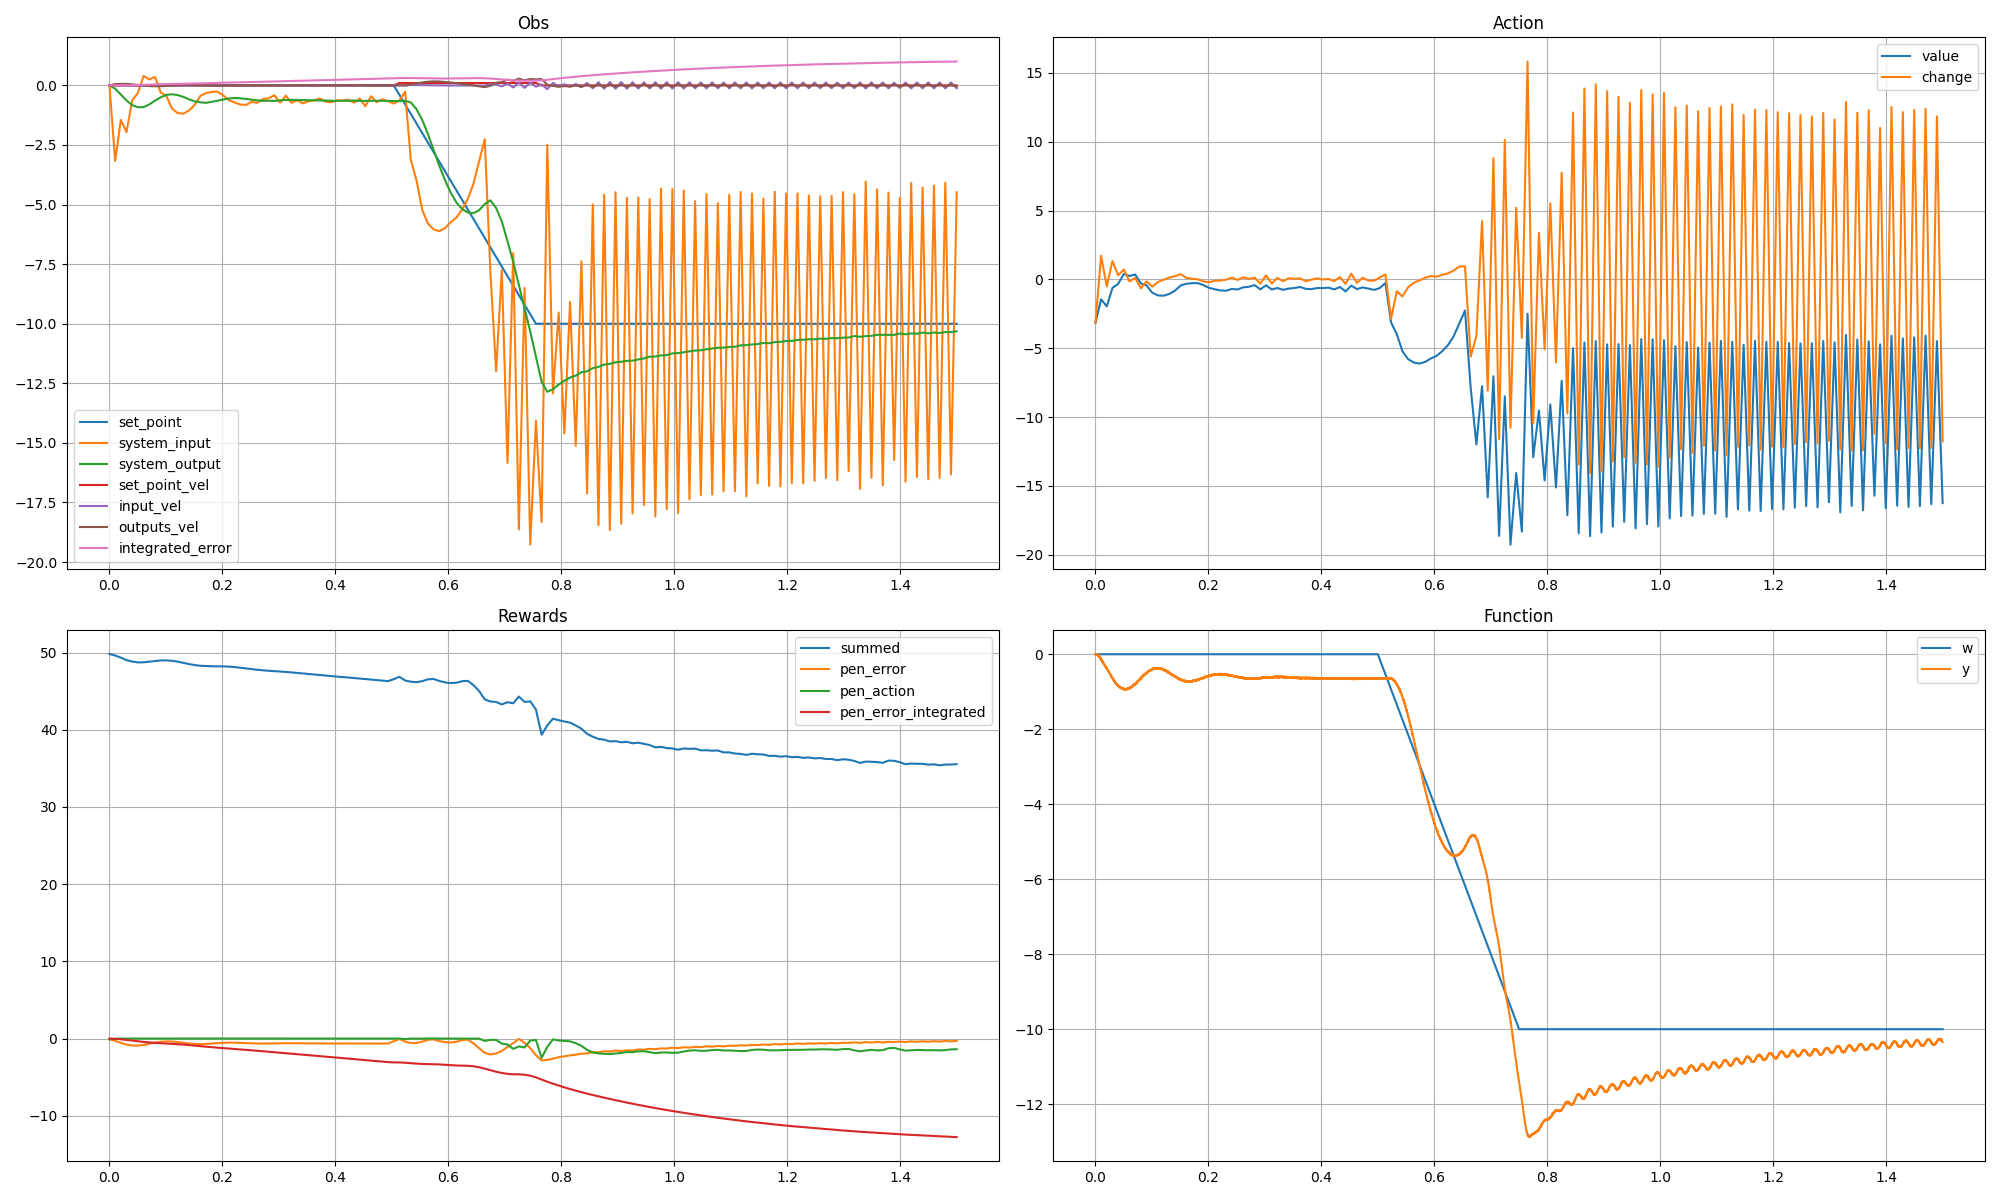 Obs
0.0
−2.5
−5.0
−7.5
−10.0
−12.5
−15.0
−17.5
−20.0
set_point
system_input
system_output
set_point_vel
input_vel
outputs_vel
integrated_error
0.0 0.2 0.4 0.6 0.8 1.0 1.2 1.4
Action
15
10
5
0
−5
−10
−15
−20
value
change
0.0 0.2 0.4 0.6 0.8 1.0 1.2 1.4
Rewards
50
40
30
20
10
0
−10
summed
pen_error
pen_action
pen_error_integrated
0.0 0.2 0.4 0.6 0.8 1.0 1.2 1.4
Function
0
−2
−4
−6
−8
−10
−12
w
y
0.0 0.2 0.4 0.6 0.8 1.0 1.2 1.4